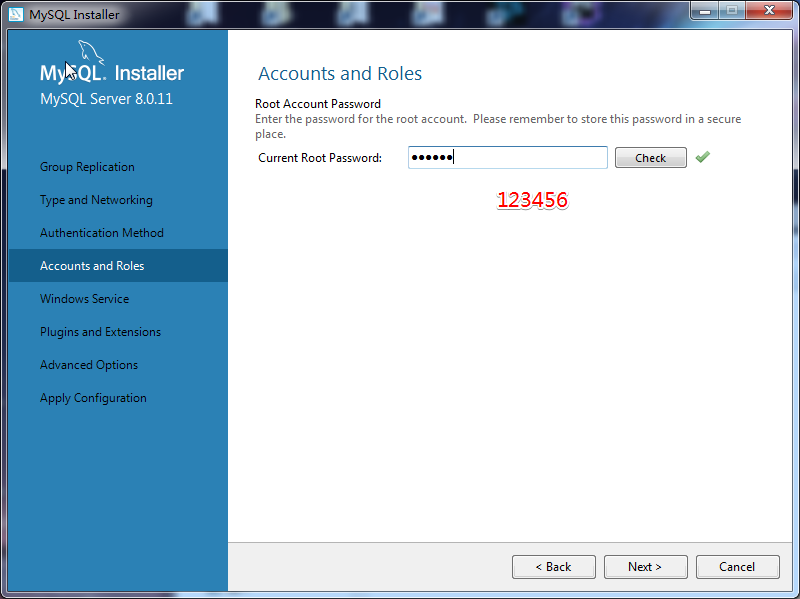 MySQL Installer
MySQL. Installer
MySQL Server 8.0.11
Group Replication
Type and Networking
Authentication Method
Accounts and Roles
Windows Service
Plugins and Extensions
Advanced Options
Apply Configuration
Accounts and Roles
Root Account Password
Enter the password for the root account.  Please remember to store this password in a secure
place.
Current Root Password:
●●●●●●
Check
123456
< Back
Next >
Cancel